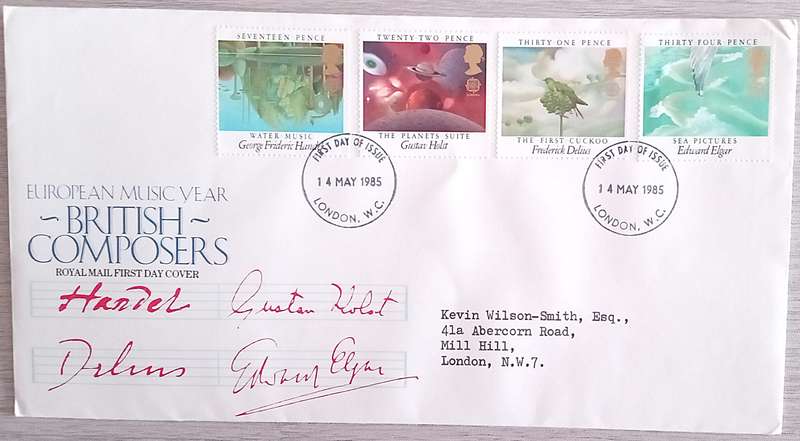 SEVENTEEN PENCE
WATER MUSIC
George Frideric Hand
TWENTY TWO PENCE
THE PLANETS SUITE
Gustav Holst
THIRTY ONE PENCE
THE FIRST CUCKOO
Frederick Delius
THIRTY FOUR PENCE
SEA PICTURES
Edward Elgar
FIRST DAY OF ISSUE
14 MAY 1985
LONDON, W.C.
FIRST DAY OF ISSUE
14 MAY 1985
LONDON, W.C.
EUROPEAN MUSIC YEAR
~BRITISH~
COMPOSERS
ROYAL MAIL FIRST DAY COVER
Handel
Gustav Holst
Delius
Edward Elgar
Kevin Wilson-Smith, Esq.,
41a Abercorn Road,
Mill Hill,
London, N.W.7.